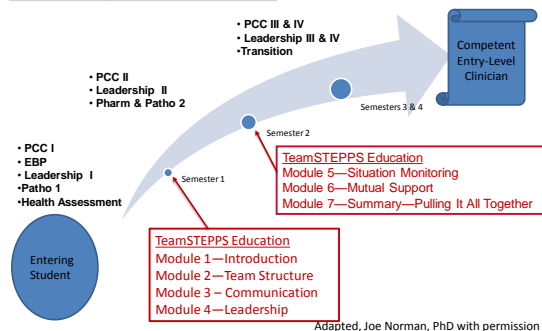 • PCC III & IV
• Leadership III & IV
•Transition
Competent
Entry-Level
Clinician
• PCC II
• Leadership  II
• Pharm & Patho 2
Semesters 3 & 4
Semester 2
• PCC I
• EBP
• Leadership  I
•Patho 1
•Health Assessment
Semester 1
TeamSTEPPS Education
Module 5—Situation Monitoring
Module 6—Mutual Support
Module 7—Summary—Pulling It All Together
Entering
Student
TeamSTEPPS Education
Module 1—Introduction
Module 2—Team Structure
Module 3 – Communication
Module 4—Leadership
Adapted, Joe Norman, PhD with permission